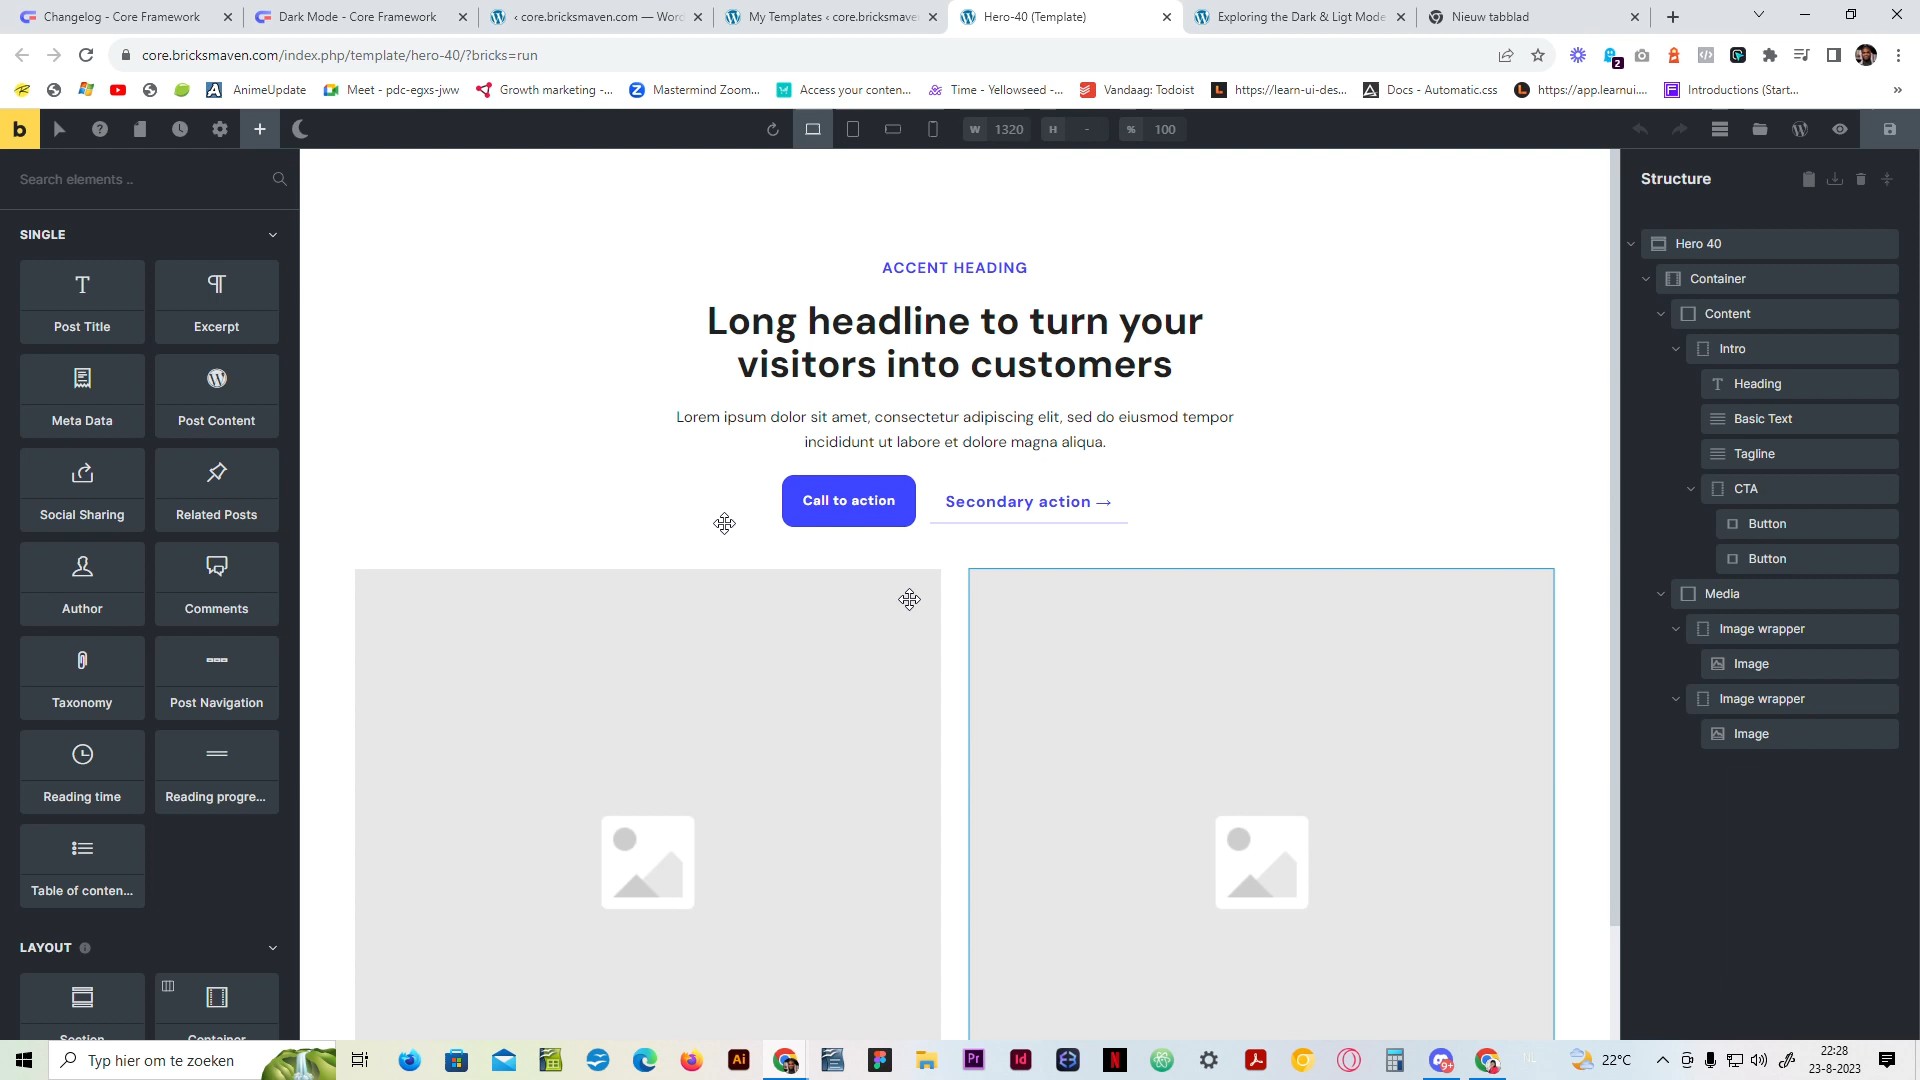 Changelog - Core Framework
Dark Mode - Core Framework
‹ core.bricksmaven.com — Word
My Templates ‹ core.bricksmave
Hero-40 (Template)
Exploring the Dark & Ligt Mode
Nieuw tabblad
core.bricksmaven.com/index.php/template/hero-40/?bricks=run
2
AnimeUpdate
Meet - pdc-egxs-jww
Growth marketing -...
Mastermind Zoom...
Access your conten...
Time - Yellowseed -...
Vandaag: Todoist
https://learn-ui-des...
Docs - Automatic.css
https://app.learnui....
Introductions (Start...
»
b
W 1320
H -
% 100
Search elements ..
SINGLE
Post Title
Excerpt
Meta Data
Post Content
Social Sharing
Related Posts
Author
Comments
Taxonomy
Post Navigation
Reading time
Reading progre...
Table of conten...
LAYOUT
Section
Container
ACCENT HEADING
Long headline to turn your
visitors into customers
Lorem ipsum dolor sit amet, consectetur adipiscing elit, sed do eiusmod tempor
incididunt ut labore et dolore magna aliqua.
Call to action
Secondary action →
Structure
Hero 40
Container
Content
Intro
Heading
Basic Text
Tagline
CTA
Button
Button
Media
Image wrapper
Image
Image wrapper
Image
Typ hier om te zoeken
Ai
Pr
Id
N
9+
22°C
22:28
23-8-2023